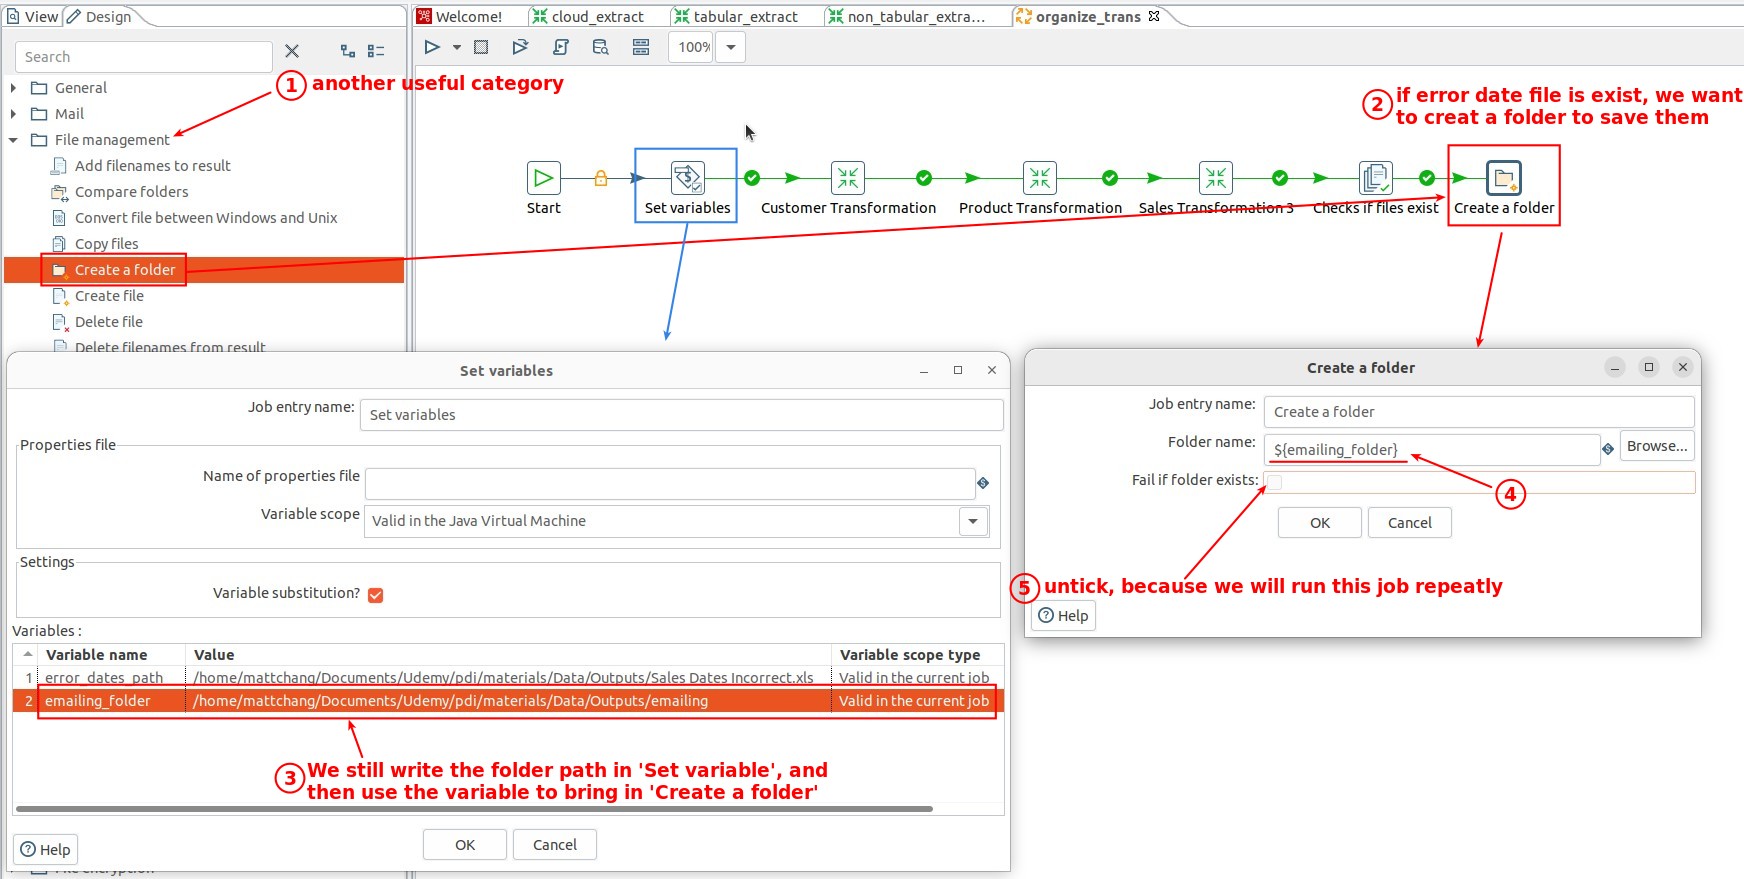 View
Design
Welcome!
cloud_extract
tabular_extract
non_tabular_extra...
organize_trans
Search
100%
1 another useful category
General
Mail
File management
Add filenames to result
Compare folders
Convert file between Windows and Unix
Copy files
Create a folder
Create file
Delete file
Delete filenames from result
2 if error date file is exist, we want
to creat a folder to save them
Start
Set variables
Customer Transformation
Product Transformation
Sales Transformation 3
Checks if files exist
Create a folder
Set variables
Job entry name: Set variables
Properties file
Name of properties file
Variable scope Valid in the Java Virtual Machine
Settings
Variable substitution?
Variables :
Variable name Value Variable scope type
1 error_dates_path /home/mattchang/Documents/Udemy/pdi/materials/Data/Outputs/Sales Dates Incorrect.xls Valid in the current job
2 emailing_folder /home/mattchang/Documents/Udemy/pdi/materials/Data/Outputs/emailing Valid in the current job
3 We still write the folder path in 'Set variable', and
then use the variable to bring in 'Create a folder'
Help
OK
Cancel
File encryption
Create a folder
Job entry name: Create a folder
Folder name: ${emailing_folder} Browse...
Fail if folder exists:
4
OK
Cancel
5 untick, because we will run this job repeatly
Help